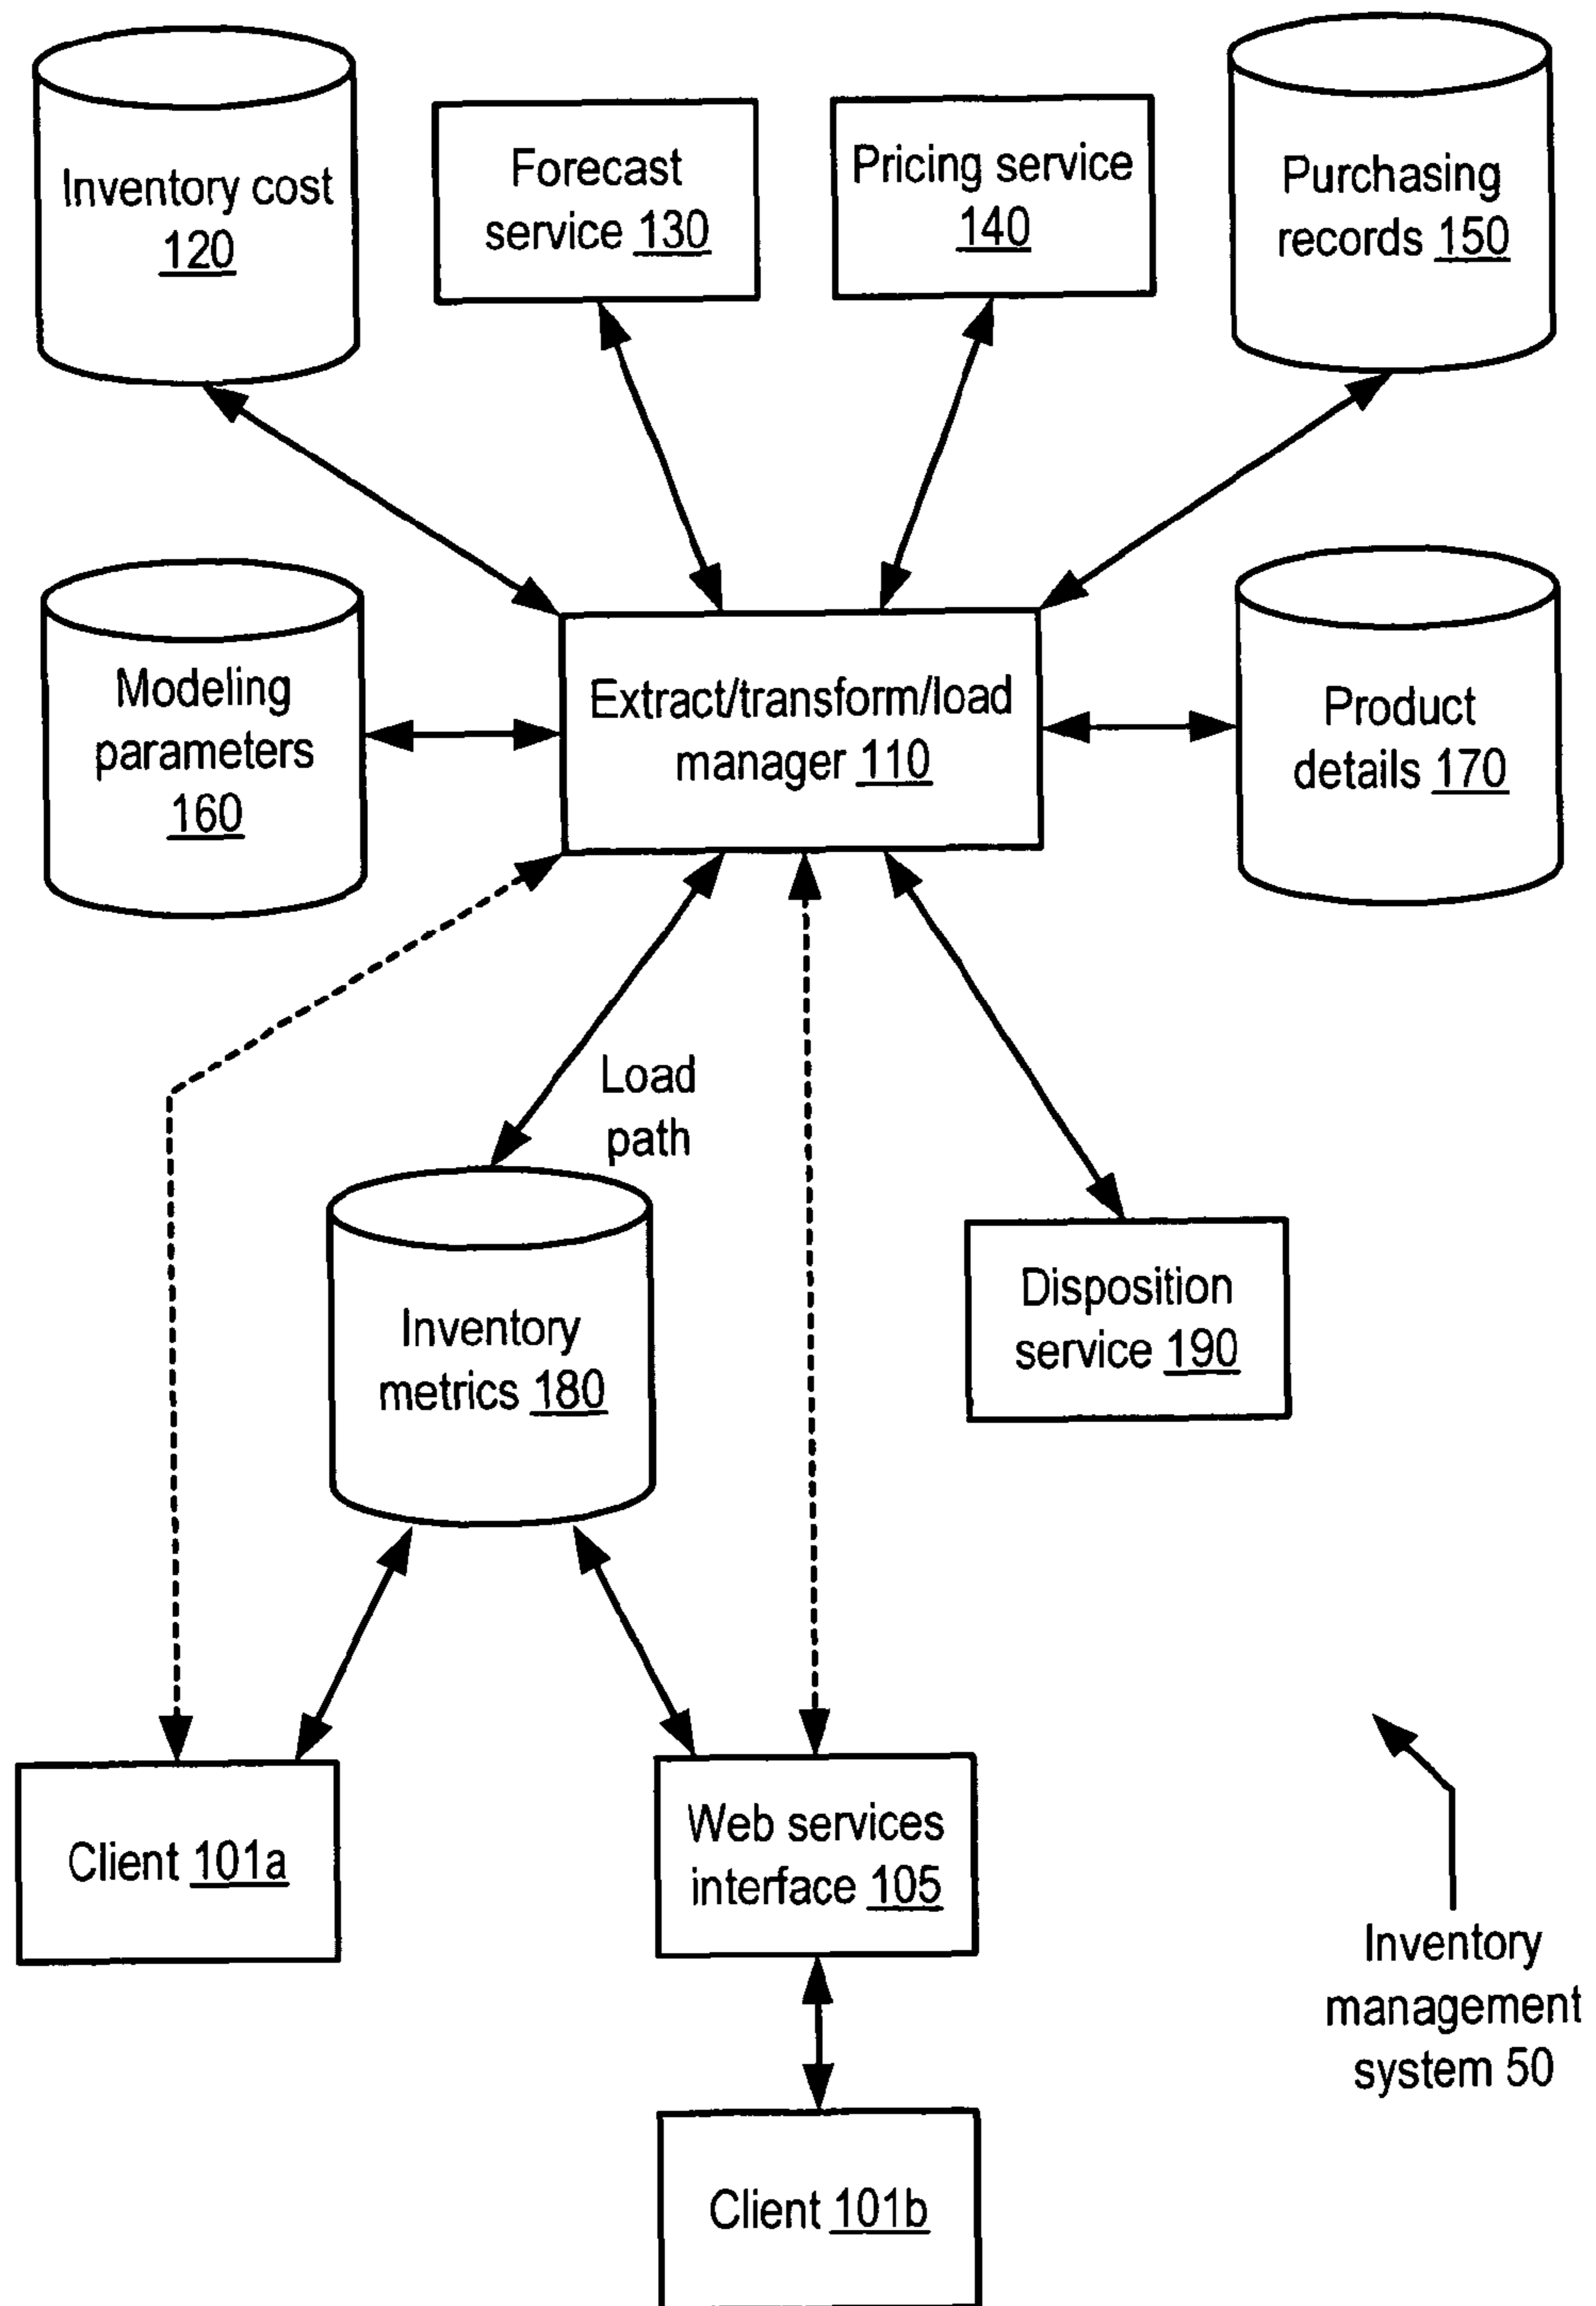 Inventory cost
120
Forecast
service 130
Pricing service
140
Purchasing
records 150
Modeling
parameters
160
Extract/transform/load
manager 110
Product
details 170
Load
path
Inventory
metrics 180
Disposition
service 190
Client 101a
Web services
interface 105
Inventory
management
system 50
Client 101b